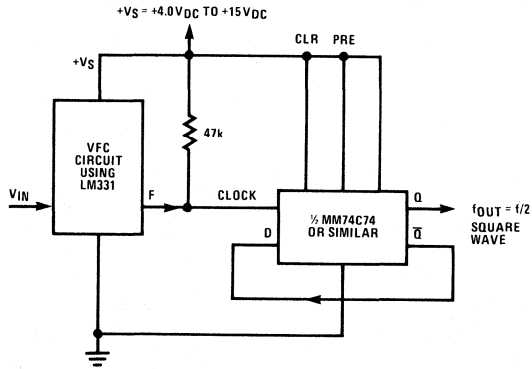 +VS = +4.0VDC TO +15VDC
CLR PRE
+VS
47k
VFC
CIRCUIT
USING
LM331
VIN
F
CLOCK
Q
½ MM74C74
OR SIMILAR
D
Q̅
fOUT = f/2
SQUARE
WAVE